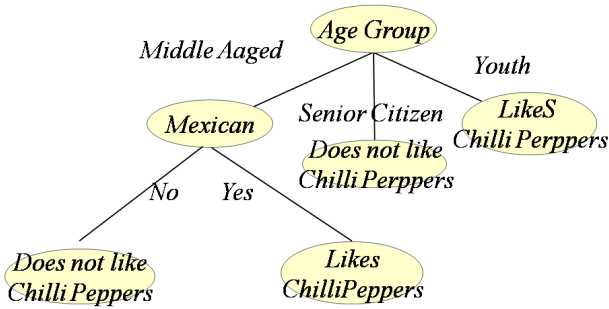 Age Group
Middle Aaged
Youth
Mexican
Senior Citizen
LikeS
Chilli Perppers
Does not like
Chilli Perppers
No
Yes
Does not like
Chilli Peppers
Likes
ChilliPeppers